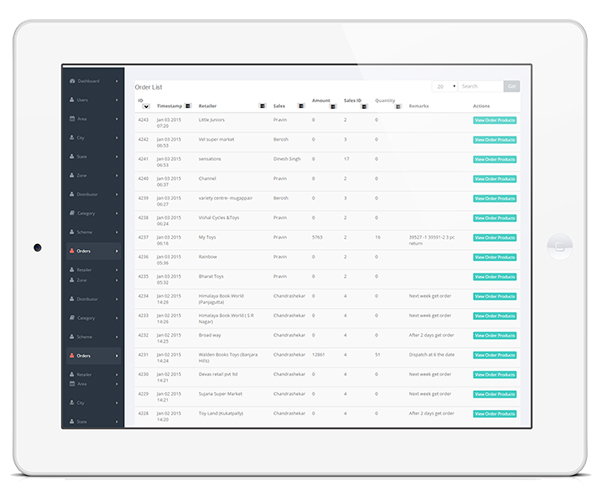 Dashboard
Users
Area
City
State
Zone
Distributor
Category
Scheme
Orders
Retailer
Zone
Distributor
Category
Scheme
Orders
Retailer
Area
City
State
Order List
20 Search Go!
ID Timestamp Retailer Sales Amount Sales ID Quantity Remarks Actions
4243 Jan 03 2015 Little Juniors Pravin 0 2 0 View Order Products
07:20
4242 Jan 03 2015 Vel super market Berioth 0 3 0 View Order Products
06:53
4241 Jan 03 2015 sensations Dinesh Singh 0 17 0 View Order Products
06:53
4240 Jan 03 2015 Channel Pravin 0 2 0 View Order Products
06:37
4239 Jan 03 2015 variety centre -mugappair Berioth 0 3 0 View Order Products
06:27
4238 Jan 03 2015 Vishal Cycles &Toys Pravin 0 2 0 View Order Products
06:24
4237 Jan 03 2015 My Toys Pravin 5763 2 16 39527 -1 39591-2 3 pc View Order Products
06:18 return
4236 Jan 03 2015 Rainbow Pravin 0 2 0 View Order Products
05:36
4235 Jan 03 2015 Bharat Toys Pravin 0 2 0 View Order Products
05:32
4234 Jan 02 2015 Himalaya Book World Chandrashekar 0 4 0 Next week get order View Order Products
14:26 (Panjagutta)
4233 Jan 02 2015 Himalaya Book World ( S.R Chandrashekar 0 4 0 Next week get order View Order Products
14:26 Nagar)
4232 Jan 02 2015 Broad way Chandrashekar 0 4 0 After 2 days get order View Order Products
14:25
4231 Jan 02 2015 Walden Books Toys (Banjara Chandrashekar 12661 4 51 Dispatch at 6 the date View Order Products
14:24 Hills)
4230 Jan 02 2015 Devas retail pvt ltd Chandrashekar 0 4 0 Next week get order View Order Products
14:21
4229 Jan 02 2015 Sujana Super Market Chandrashekar 0 4 0 Next week get order View Order Products
14:21
4228 Jan 02 2015 Toy Land (Kukatpally) Chandrashekar 0 4 0 After 2 days get order View Order Products
14:20